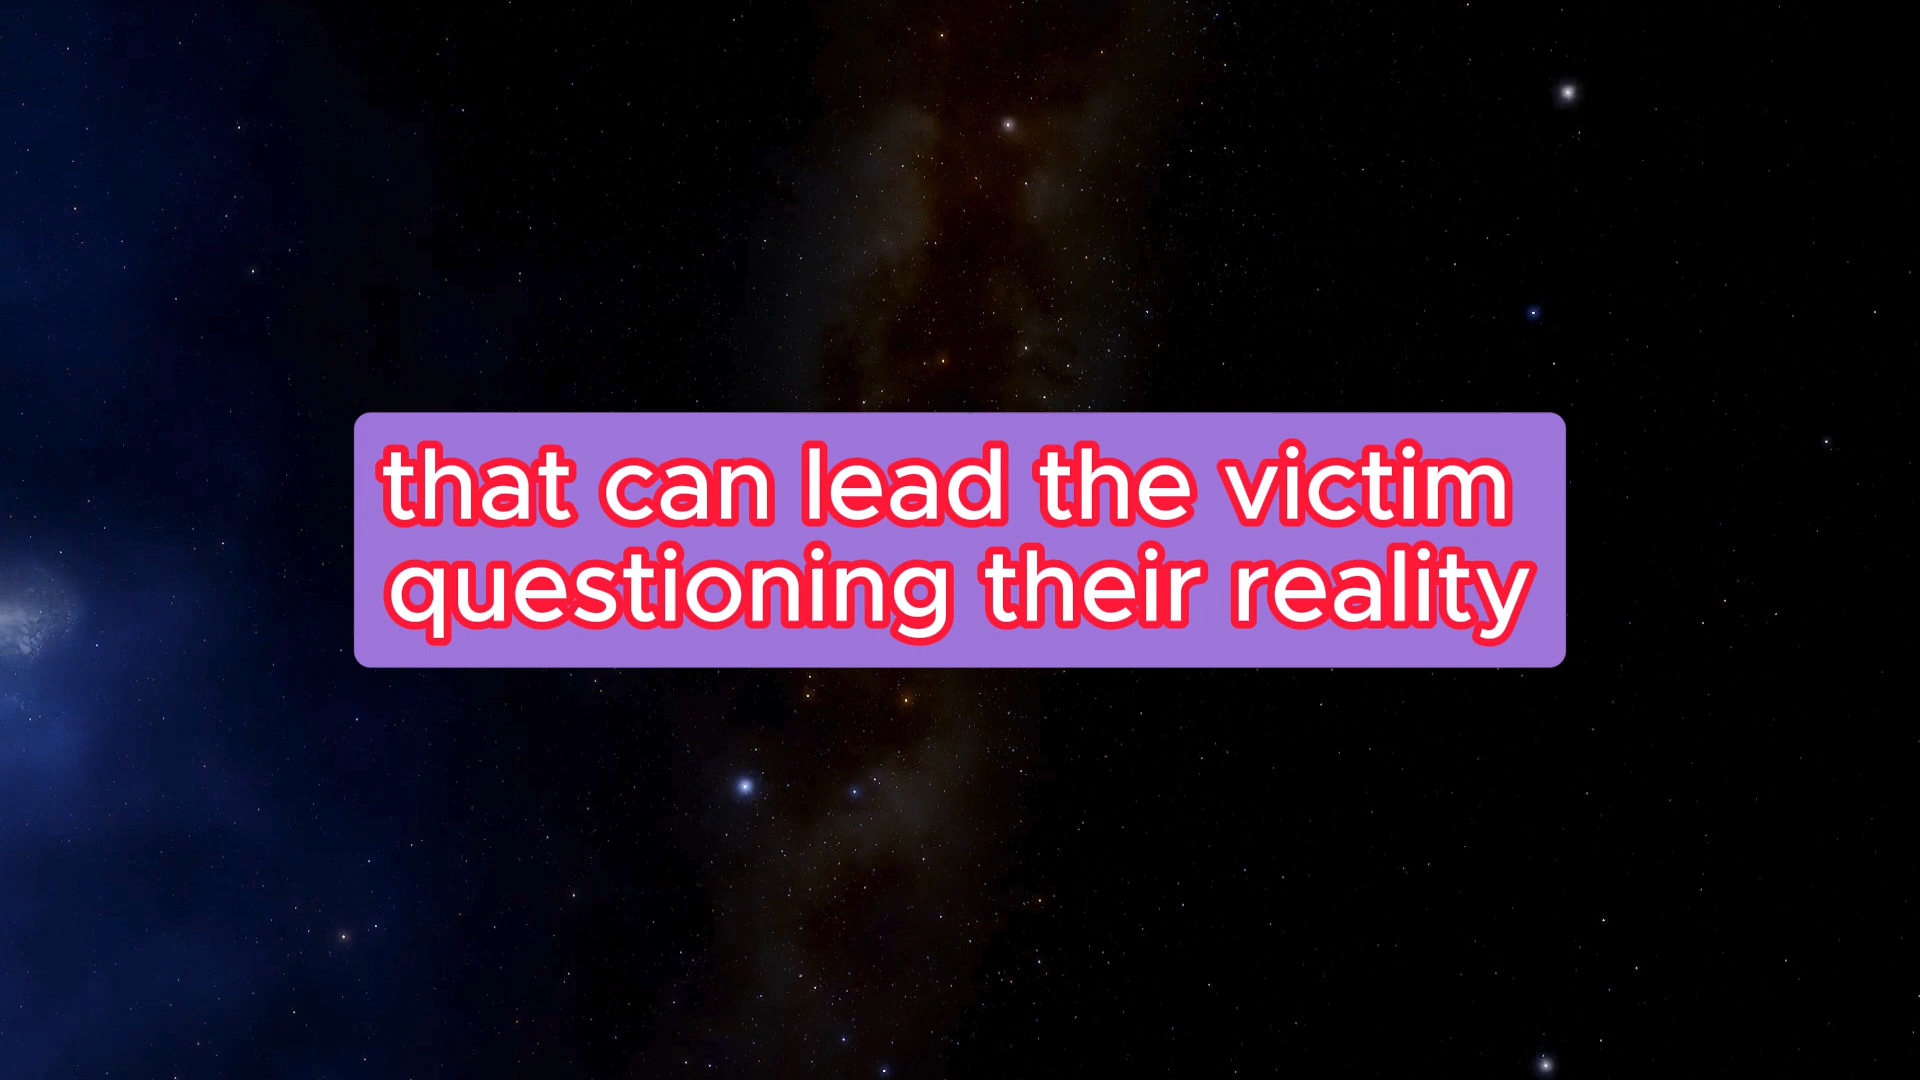 that can lead the victim
questioning their reality